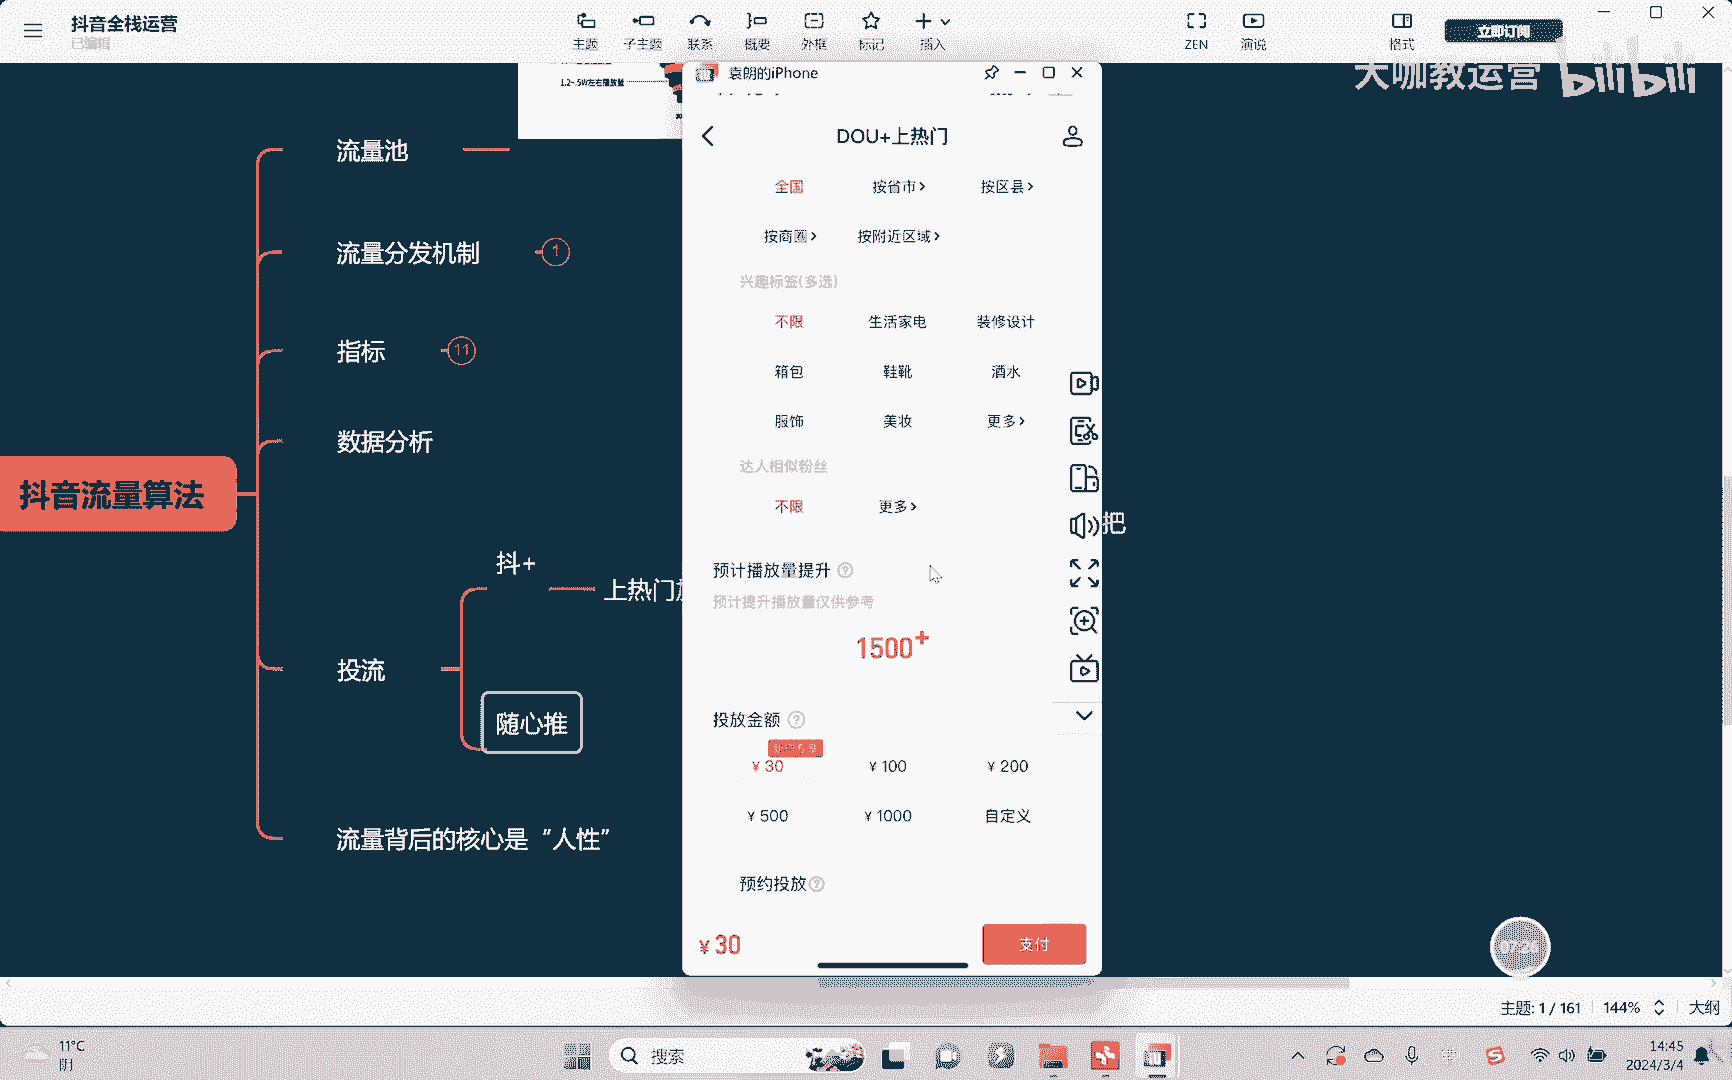 抖音全栈运营
已编辑
主题
子主题
联系
概要
外框
标记
插入
ZEN
演说
格式
立即订阅
大咖教运营 bilibili
1.2~.5W左右播放量
袁朗的iPhone
流量池
流量分发机制
1
指标
11
数据分析
抖音流量算法
抖+
上热门
投流
随心推
流量背后的核心是“人性”
把
DOU+上热门
全国
按省市>
按区县>
按商圈>
按附近区域>
兴趣标签(多选)
不限
生活家电
装修设计
箱包
鞋靴
酒水
服饰
美妆
更多>
达人相似粉丝
不限
更多>
预计播放量提升 ?
预计提升播放量仅供参考
1500+
投放金额 ?
¥30
¥100
¥200
¥500
¥1000
自定义
预约投放 ?
¥30
支付
主题: 1 / 161
144%
大纲
11°C
阴
搜索
中
14:45
2024/3/4